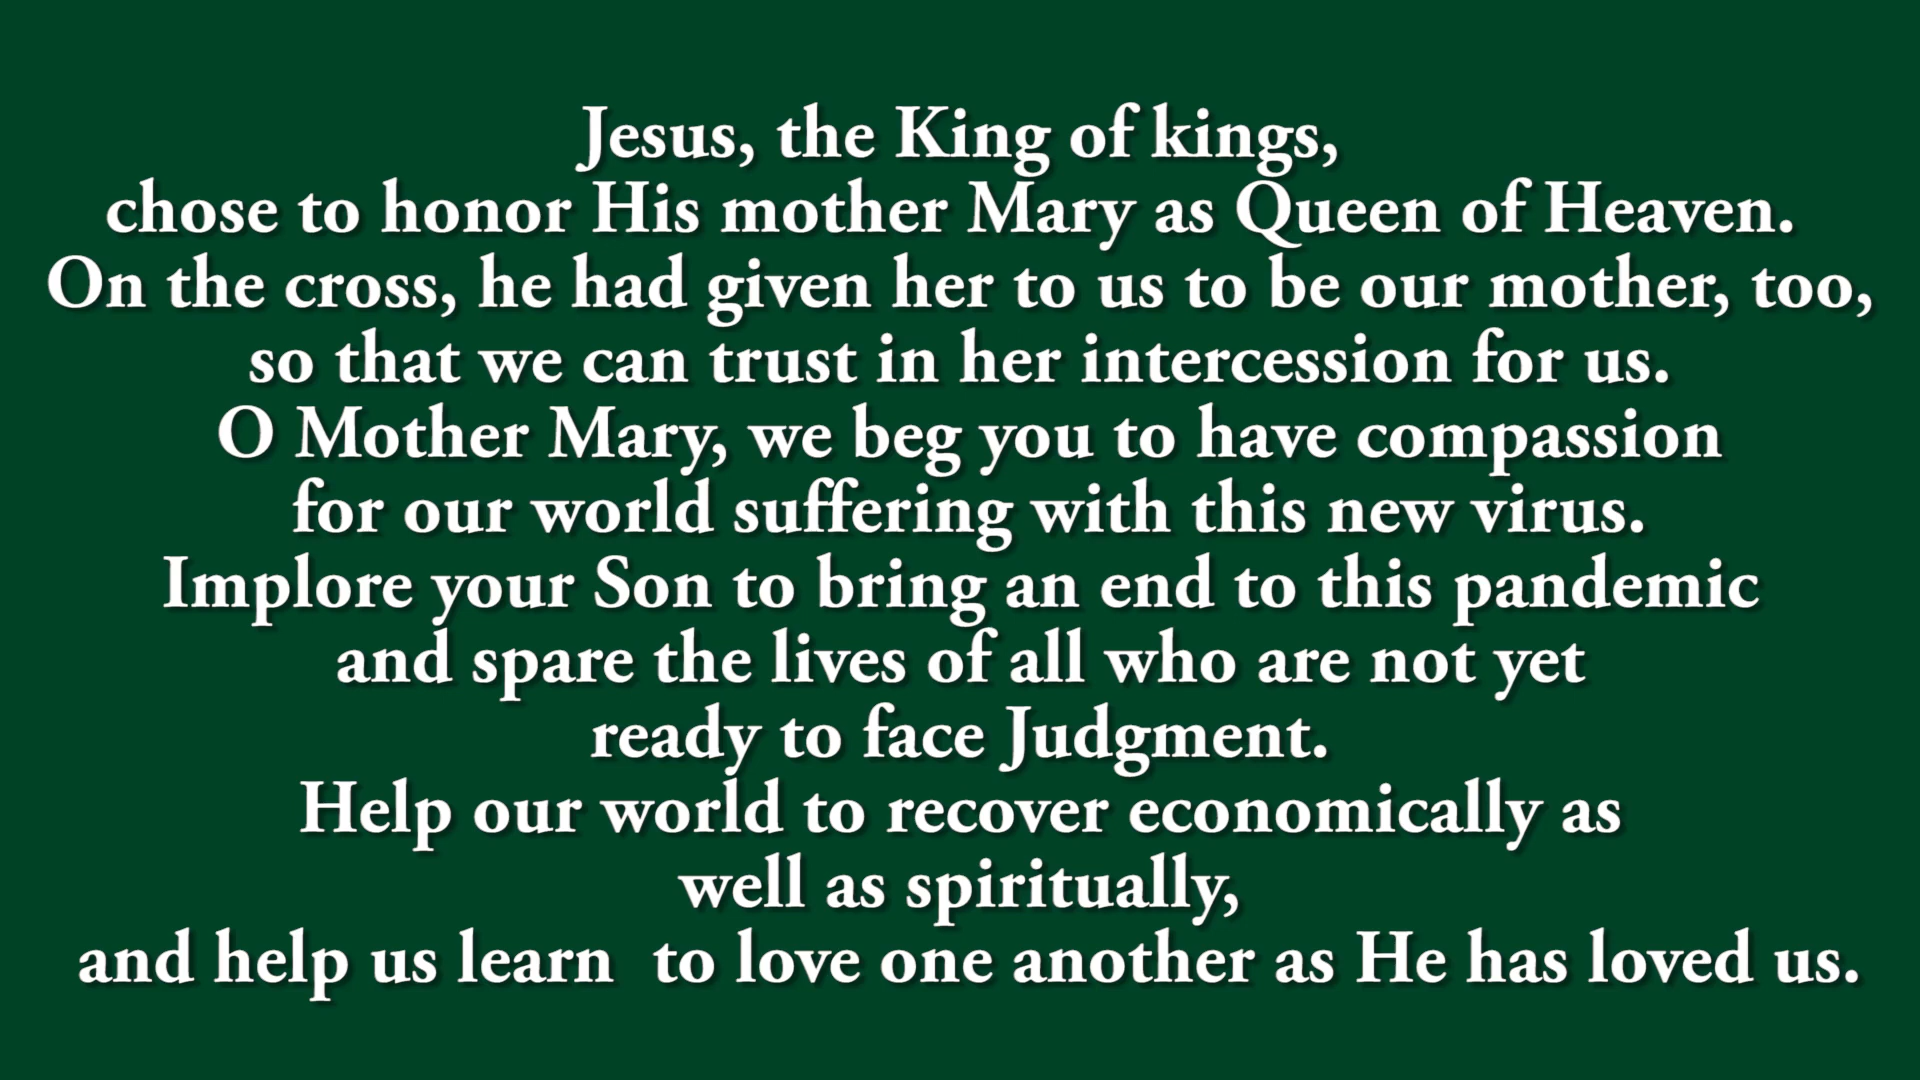 Jesus, the King of kings,
chose to honor His mother Mary as Queen of Heaven.
On the cross, he had given her to us to be our mother, too,
so that we can trust in her intercession for us.
O Mother Mary, we beg you to have compassion
for our world suffering with this new virus.
Implore your Son to bring an end to this pandemic
and spare the lives of all who are not yet
ready to face Judgment.
Help our world to recover economically as
well as spiritually,
and help us learn  to love one another as He has loved us.